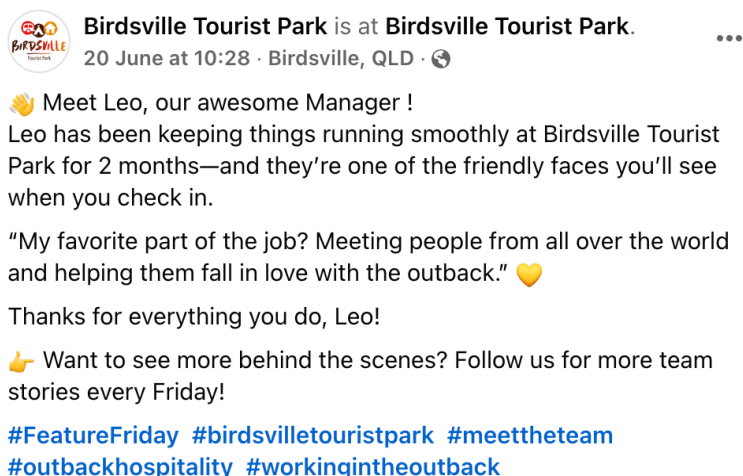 BIRDSVILLE
Tourist Park
Birdsville Tourist Park is at Birdsville Tourist Park.
20 June at 10:28 · Birdsville, QLD ·
👋 Meet Leo, our awesome Manager !
Leo has been keeping things running smoothly at Birdsville Tourist
Park for 2 months—and they’re one of the friendly faces you’ll see
when you check in.
“My favorite part of the job? Meeting people from all over the world
and helping them fall in love with the outback.” 💛
Thanks for everything you do, Leo!
👉 Want to see more behind the scenes? Follow us for more team
stories every Friday!
#FeatureFriday #birdsvilletouristpark #meettheteam
#outbackhospitality #workingintheoutback